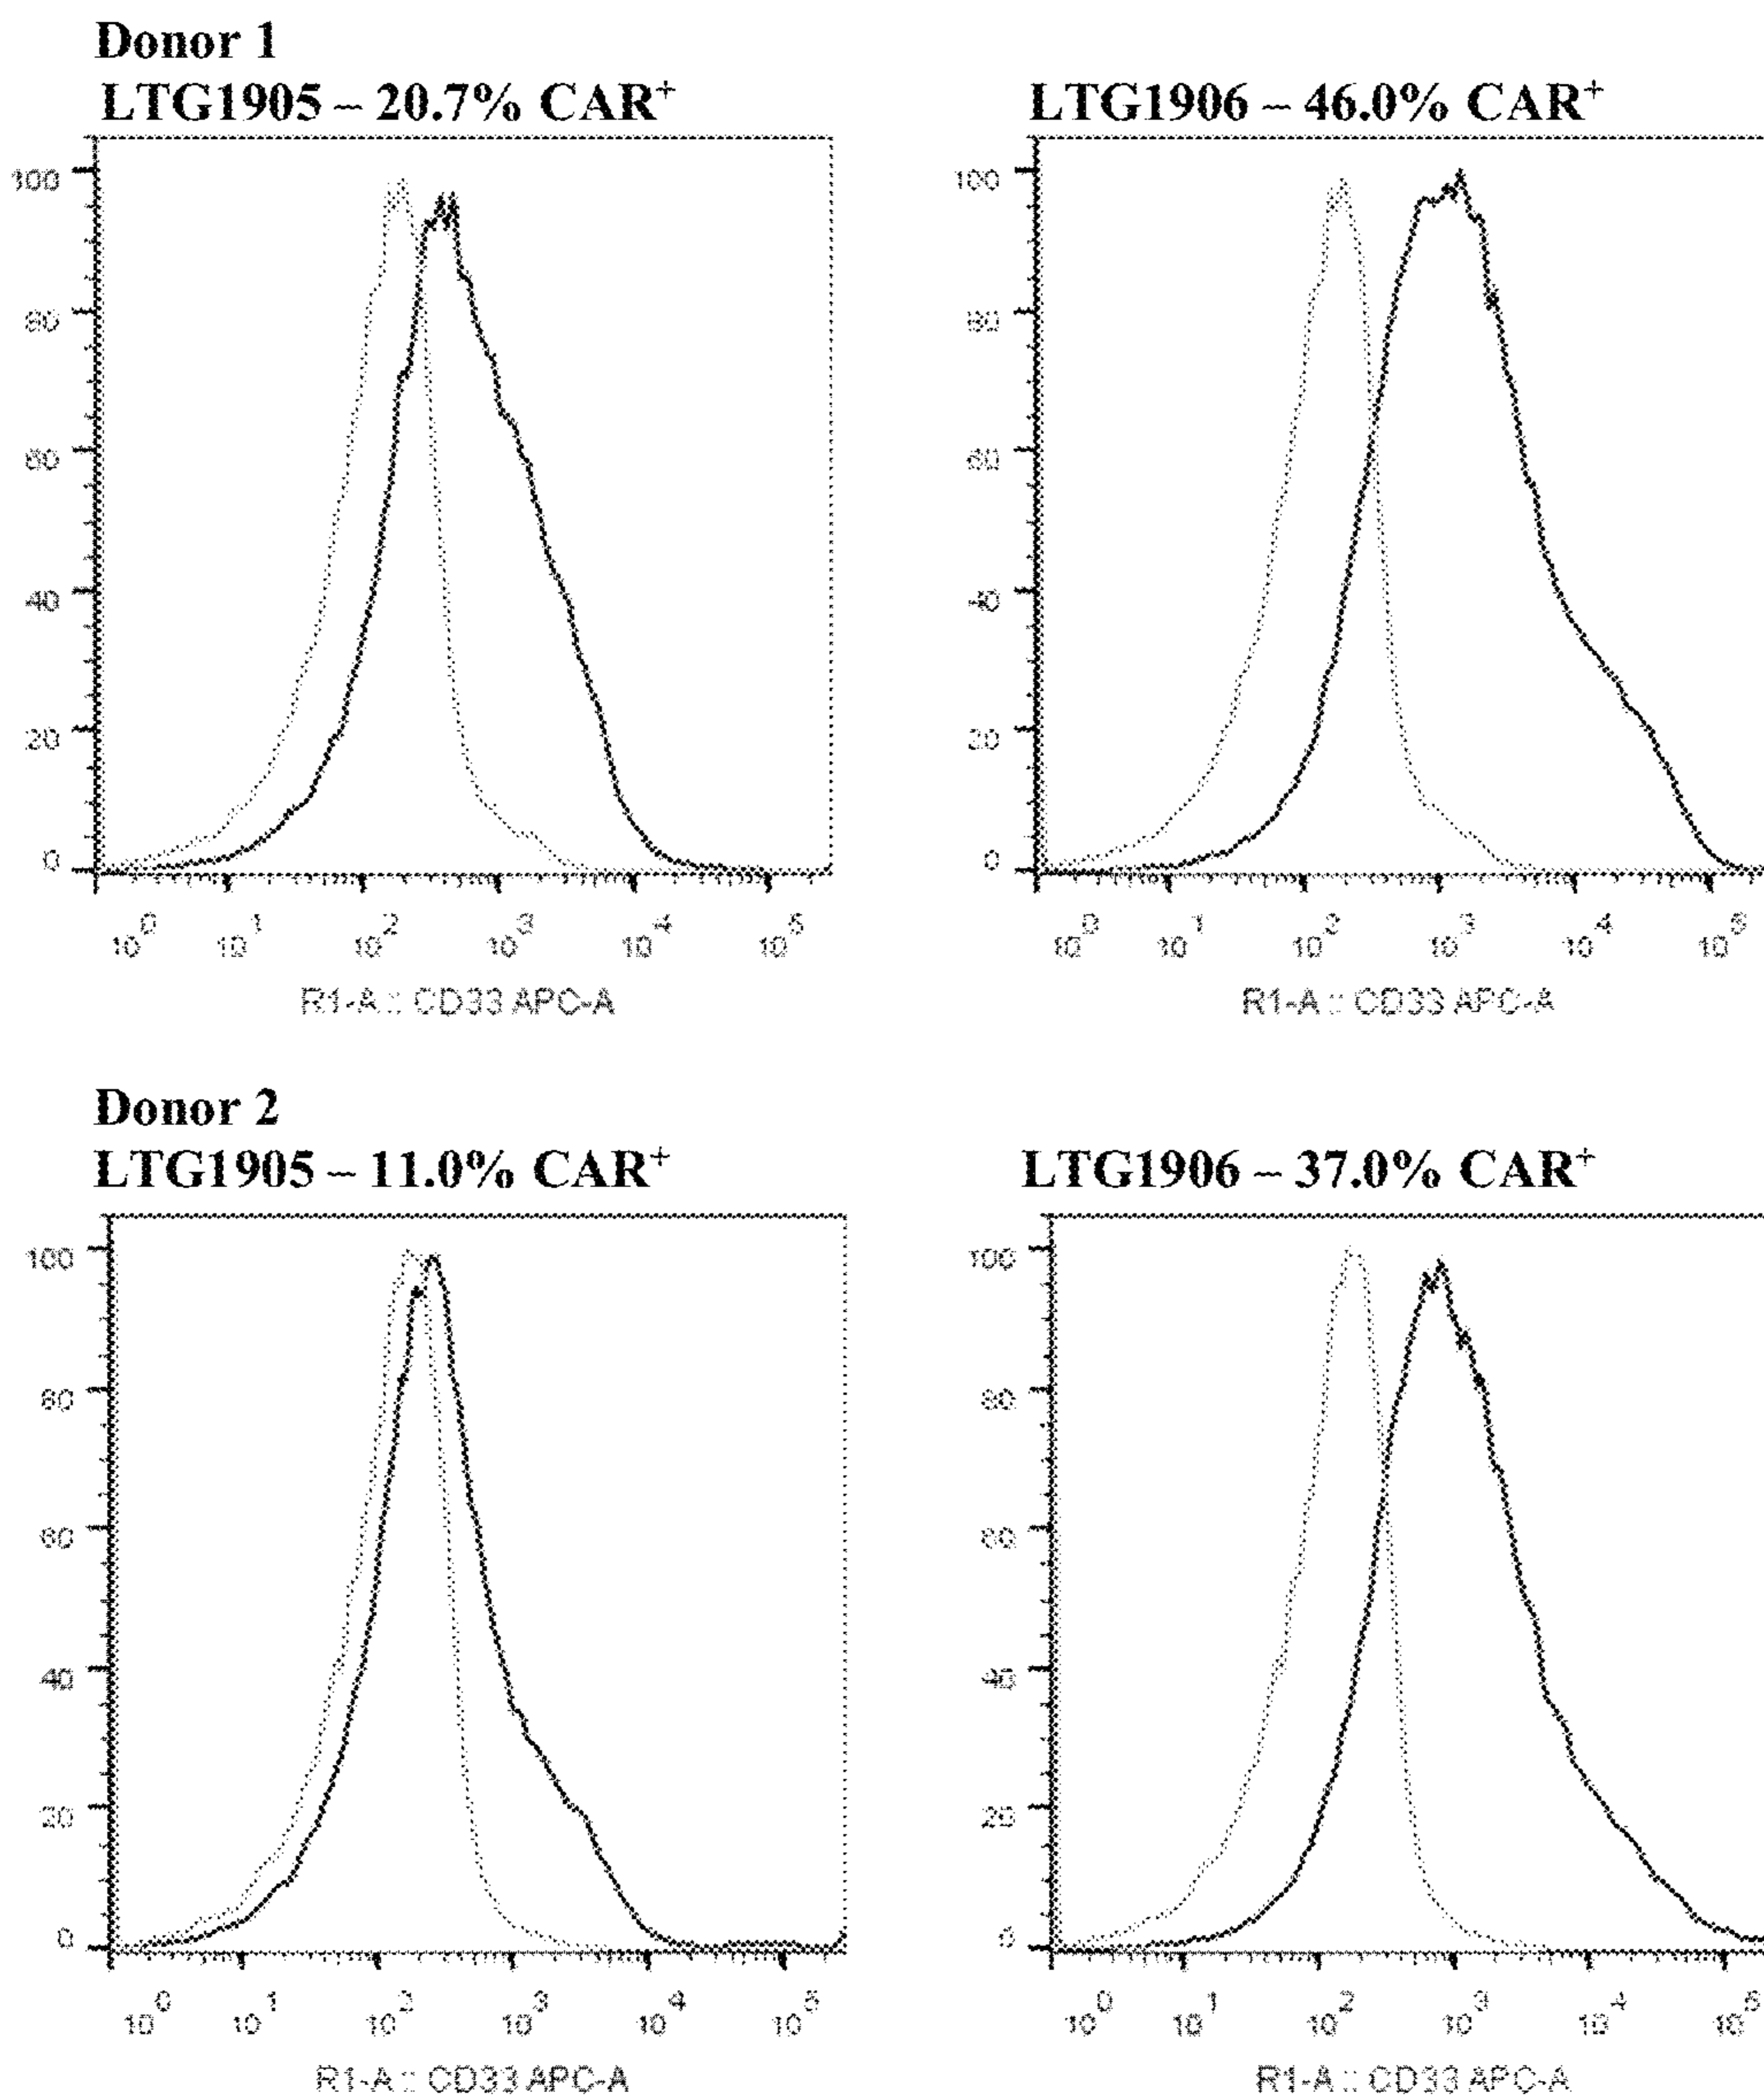 Donor 1
LTG1905 – 20.7% CAR+
LTG1906 – 46.0% CAR+
100
80
60
40
20
0
10^0 10^1 10^2 10^3 10^4 10^5
R1-A :: CD33 APC-A
100
80
60
40
20
0
10^0 10^1 10^2 10^3 10^4 10^5
R1-A :: CD33 APC-A
Donor 2
LTG1905 – 11.0% CAR+
LTG1906 – 37.0% CAR+
100
80
60
40
20
0
10^0 10^1 10^2 10^3 10^4 10^5
R1-A :: CD33 APC-A
100
80
60
40
20
0
10^0 10^1 10^2 10^3 10^4 10^5
R1-A :: CD33 APC-A